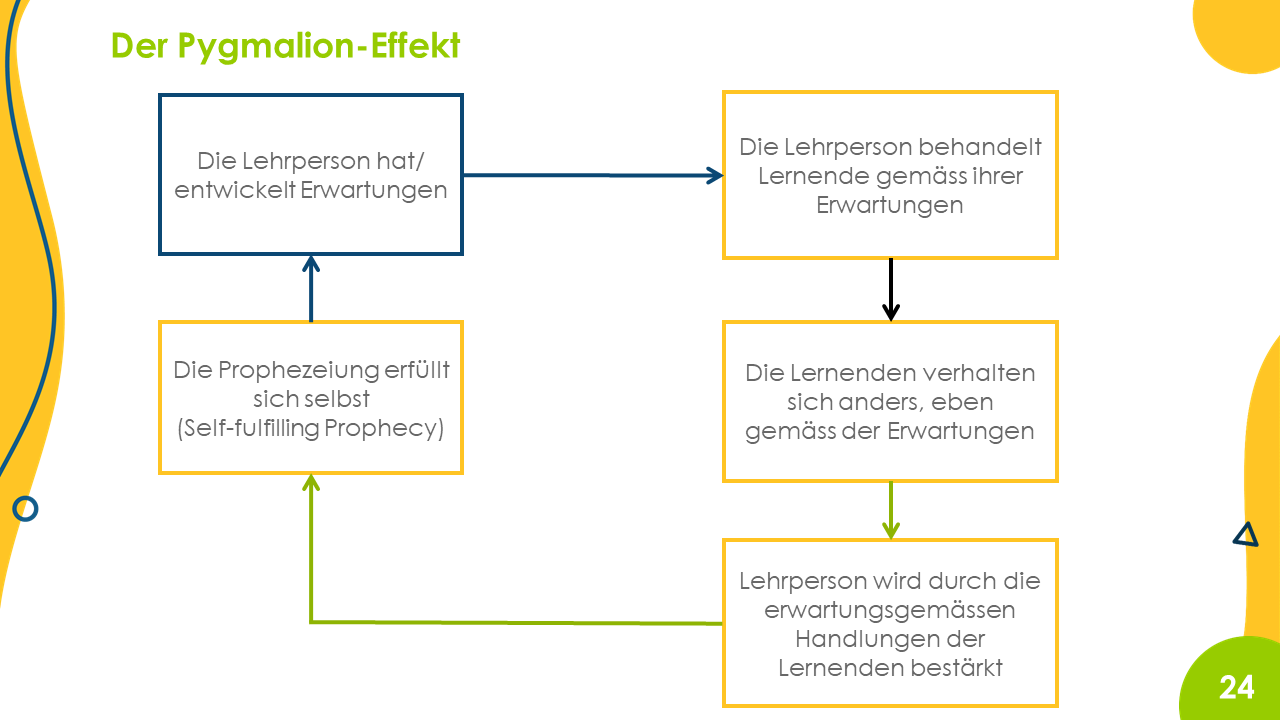 Der Pygmalion-Effekt
Die Lehrperson hat/
entwickelt Erwartungen
Die Lehrperson behandelt
Lernende gemäss ihrer
Erwartungen
Die Lernenden verhalten
sich anders, eben
gemäss der Erwartungen
Lehrperson wird durch die
erwartungsgemässen
Handlungen der
Lernenden bestärkt
Die Prophezeiung erfüllt
sich selbst
(Self-fulfilling Prophecy)
24